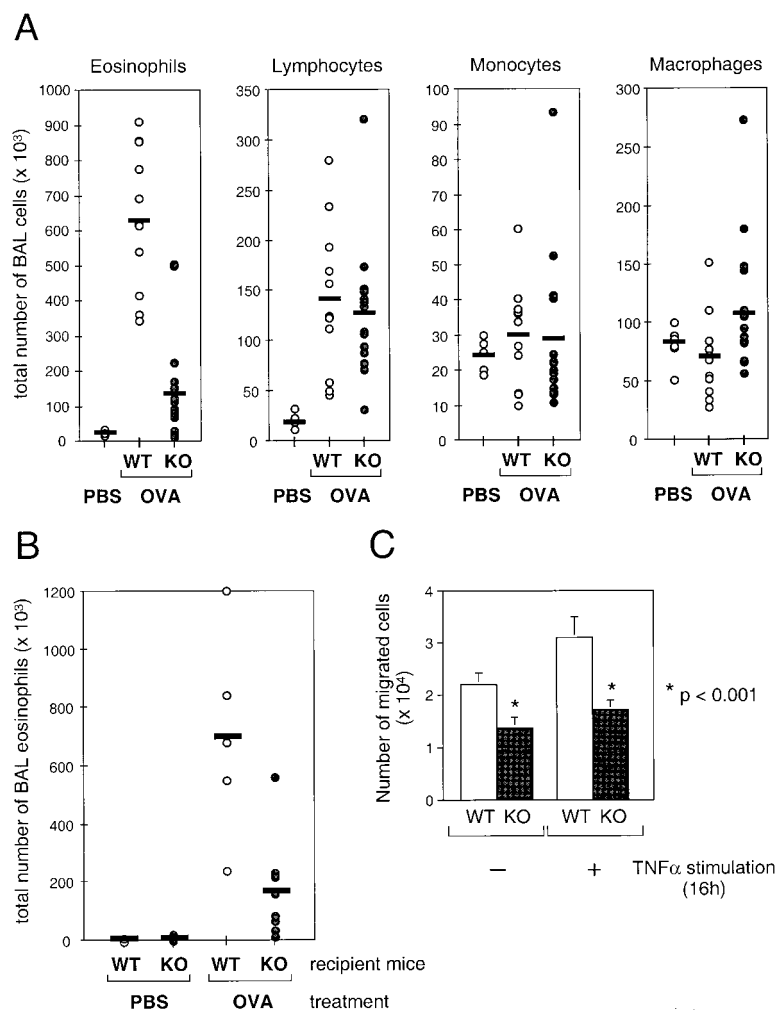 A
Eosinophils
Lymphocytes
Monocytes
Macrophages
total number of BAL cells (x 10³)
1000
900
800
700
600
500
400
300
200
100
0
350
300
250
200
150
100
50
0
100
90
80
70
60
50
40
30
20
10
0
300
250
200
150
100
50
0
WT KO
WT KO
WT KO
WT KO
PBS OVA
PBS OVA
PBS OVA
PBS OVA
B
total number of BAL eosinophils (x 10³)
1200
1000
800
600
400
200
0
WT KO WT KO recipient mice
PBS OVA treatment
C
Number of migrated cells
(x 10⁴)
4
3
2
1
0
*
*
* p < 0.001
WT KO WT KO
– + TNFα stimulation
(16h)